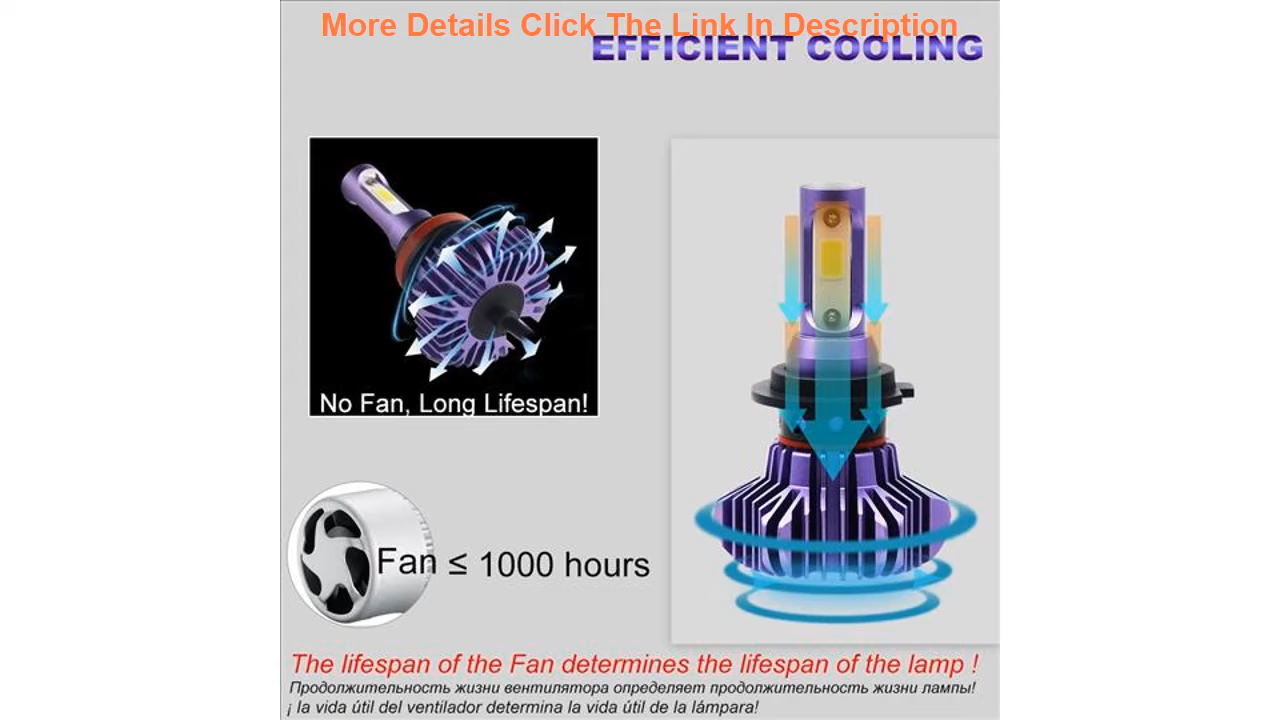 More Details Click The Link In Description
EFFICIENT COOLING
No Fan, Long Lifespan!
Fan ≤ 1000 hours
The lifespan of the Fan determines the lifespan of the lamp !
Продолжительность жизни вентилятора определяет продолжительность жизни лампы!
¡ la vida útil del ventilador determina la vida útil de la lámpara!